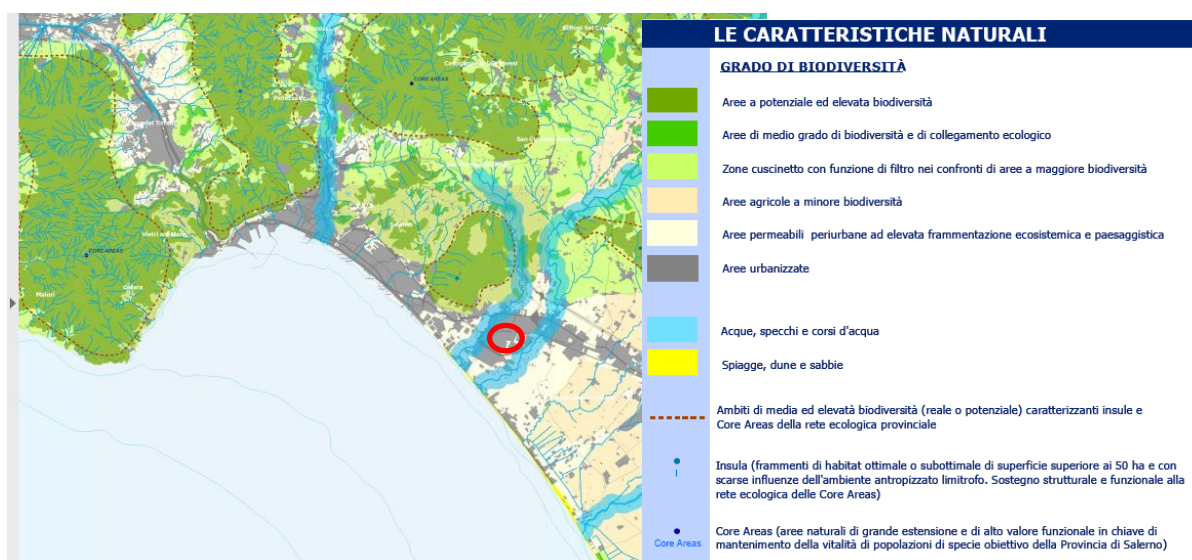 LE CARATTERISTICHE NATURALI
GRADO DI BIODIVERSITÀ
Aree a potenziale ed elevata biodiversità
Aree di medio grado di biodiversità e di collegamento ecologico
Zone cuscinetto con funzione di filtro nei confronti di aree a maggiore biodiversità
Aree agricole a minore biodiversità
Aree permeabili periurbane ad elevata frammentazione ecosistemica e paesaggistica
Aree urbanizzate
Acque, specchi e corsi d'acqua
Spiagge, dune e sabbie
Ambiti di media ed elevatà biodiversità (reale o potenziale) caratterizzanti insule e
Core Areas della rete ecologica provinciale
I
Insula (frammenti di habitat ottimale o subottimale di superficie superiore ai 50 ha e con
scarse influenze dell'ambiente antropizzato limitrofo. Sostegno strutturale e funzionale alla
rete ecologica delle Core Areas)
Core Areas
Core Areas (aree naturali di grande estensione e di alto valore funzionale in chiave di
mantenimento della vitalità di popolazioni di specie obiettivo della Provincia di Salerno)
CORE AREAS
CORE AREAS
Maiori